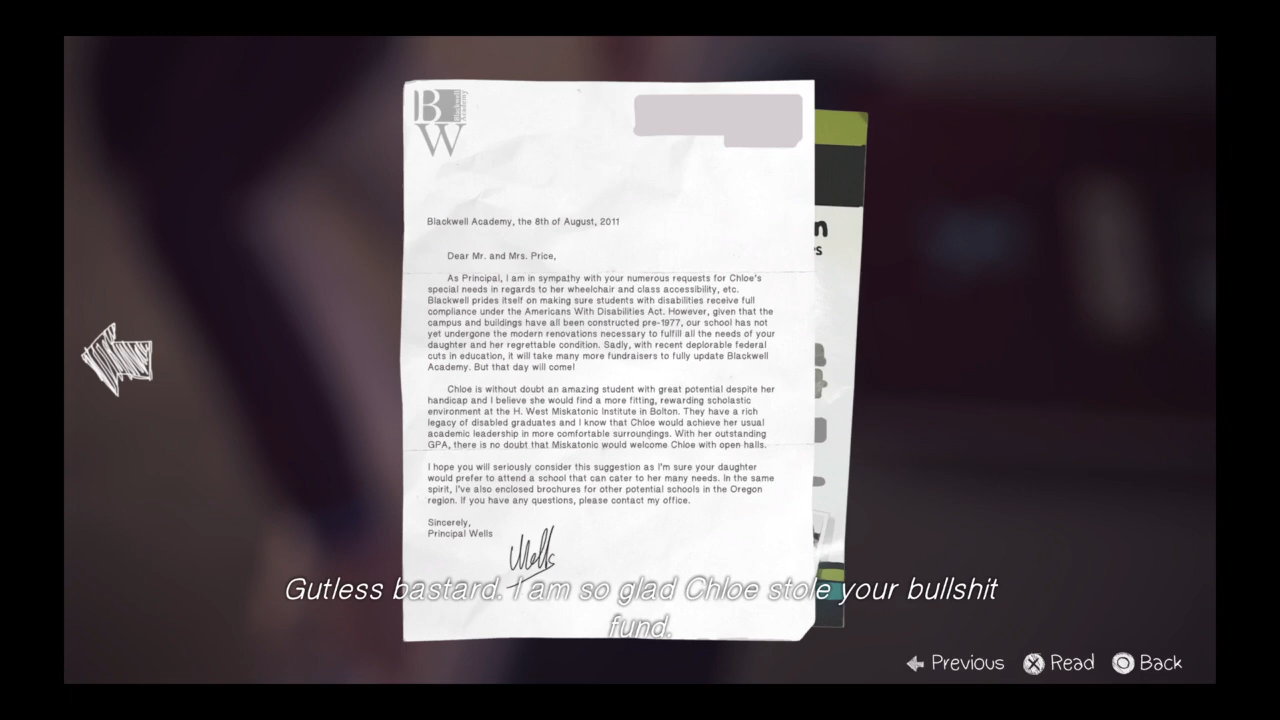 B
Blackwell
Academy
W
Blackwell Academy, the 8th of August, 2011
Dear Mr. and Mrs. Price,
As Principal, I am in sympathy with your numerous requests for Chloe's
special needs in regards to her wheelchair and class accessibility, etc.
Blackwell prides itself on making sure students with disabilities receive full
compliance under the Americans With Disabilities Act. However, given that the
campus and buildings have all been constructed pre-1977, our school has not
yet undergone the modern renovations necessary to fulfill all the needs of your
daughter and her regrettable condition. Sadly, with recent deplorable federal
cuts in education, it will take many more fundraisers to fully update Blackwell
Academy. But that day will come!
Chloe is without doubt an amazing student with great potential despite her
handicap and I believe she would find a more fitting, rewarding scholastic
environment at the H. West Miskatonic Institute in Bolton. They have a rich
legacy of disabled graduates and I know that Chloe would achieve her usual
academic leadership in more comfortable surroundings. With her outstanding
GPA, there is no doubt that Miskatonic would welcome Chloe with open halls.
I hope you will seriously consider this suggestion as I'm sure your daughter
would prefer to attend a school that can cater to her many needs. In the same
spirit, I've also enclosed brochures for other potential schools in the Oregon
region. If you have any questions, please contact my office.
Sincerely,
Principal Wells
Wells
n
s
Gutless bastard. I am so glad Chloe stole your bullshit
fund.
Previous
Read
Back